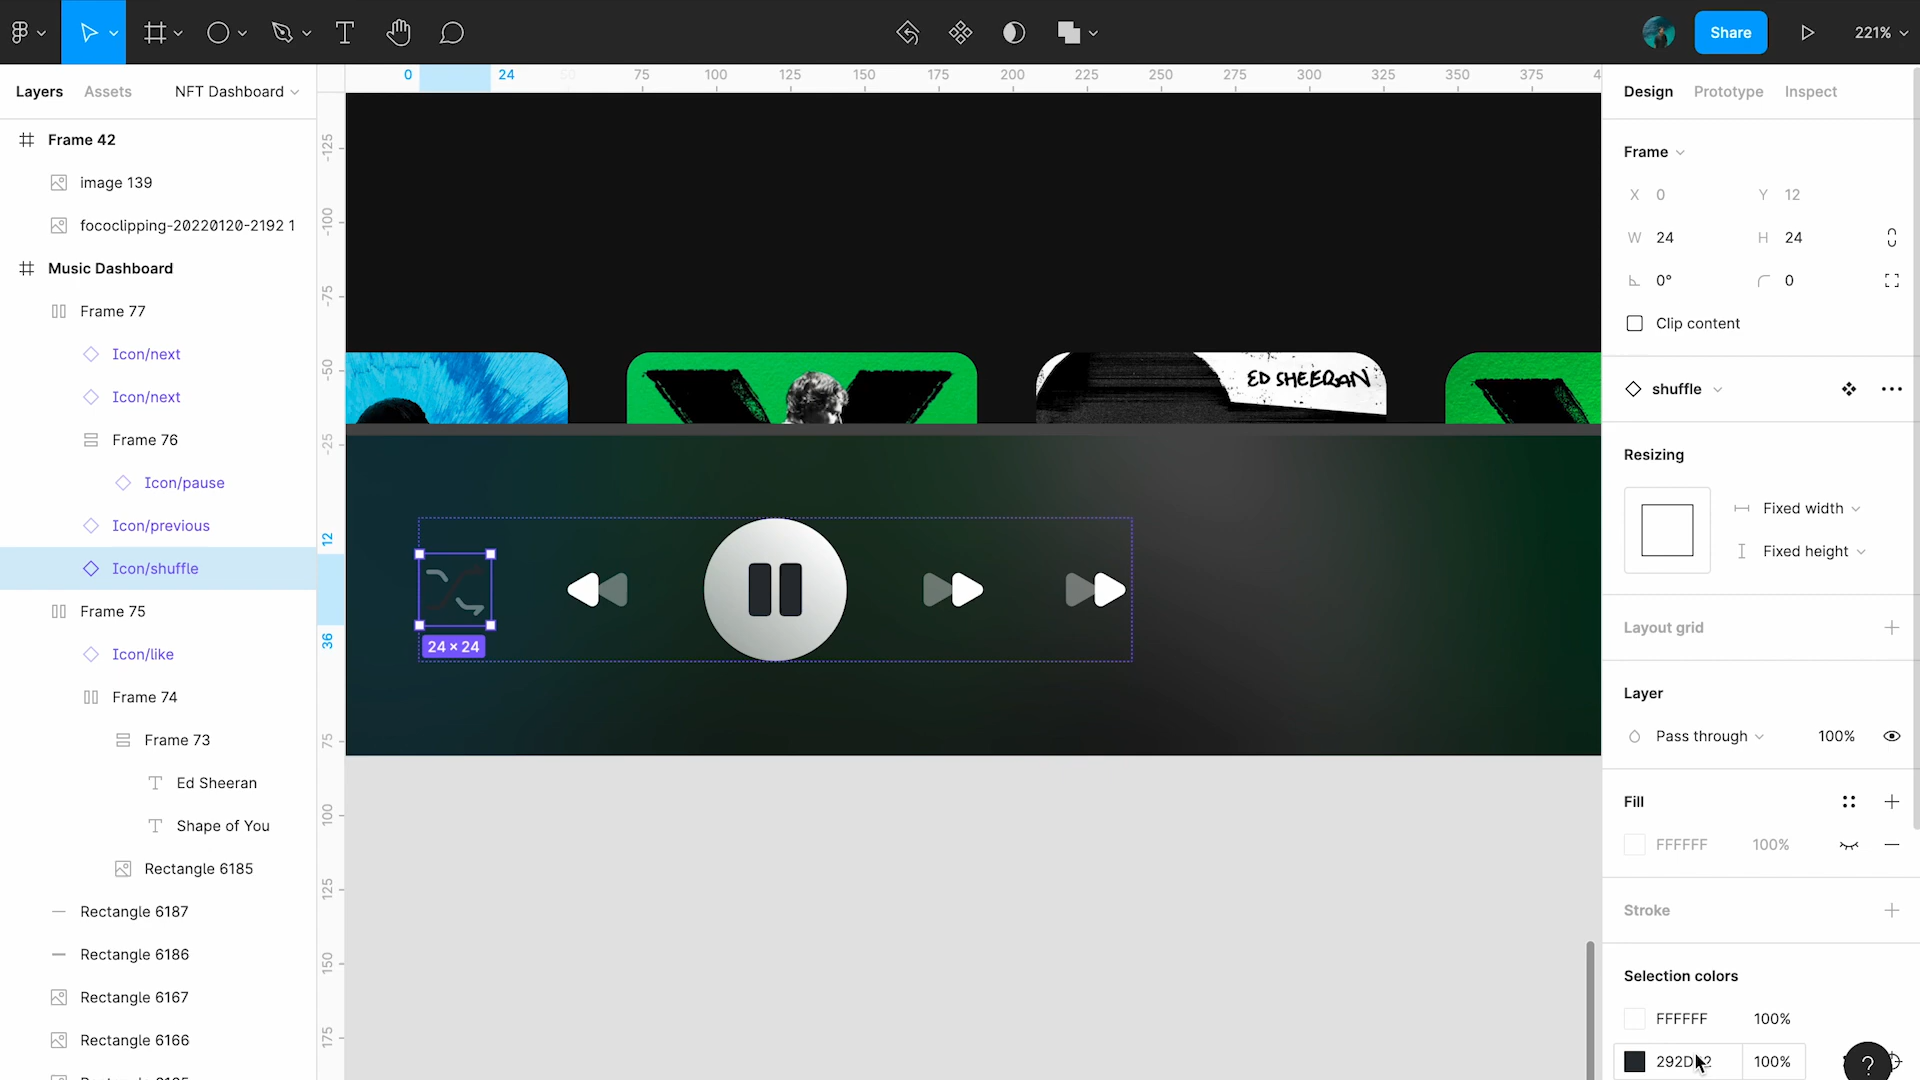 Share
221%
Layers
Assets
NFT Dashboard
0
24
50
75
100
125
150
175
200
225
250
275
300
325
350
375
4
Design
Prototype
Inspect
Frame 42
image 139
fococlipping-20220120-2192 1
Music Dashboard
Frame 77
Icon/next
Icon/next
Frame 76
Icon/pause
Icon/previous
Icon/shuffle
Frame 75
Icon/like
Frame 74
Frame 73
Ed Sheeran
Shape of You
Rectangle 6185
Rectangle 6187
Rectangle 6186
Rectangle 6167
Rectangle 6166
-125
-100
-75
-50
-25
12
36
75
100
125
150
175
ED SHEERAN
24 × 24
Frame
X 0
Y 12
W 24
H 24
0°
0
Clip content
shuffle
Resizing
Fixed width
Fixed height
Layout grid
Layer
Pass through
100%
Fill
FFFFFF
100%
Stroke
Selection colors
FFFFFF
100%
100%
?